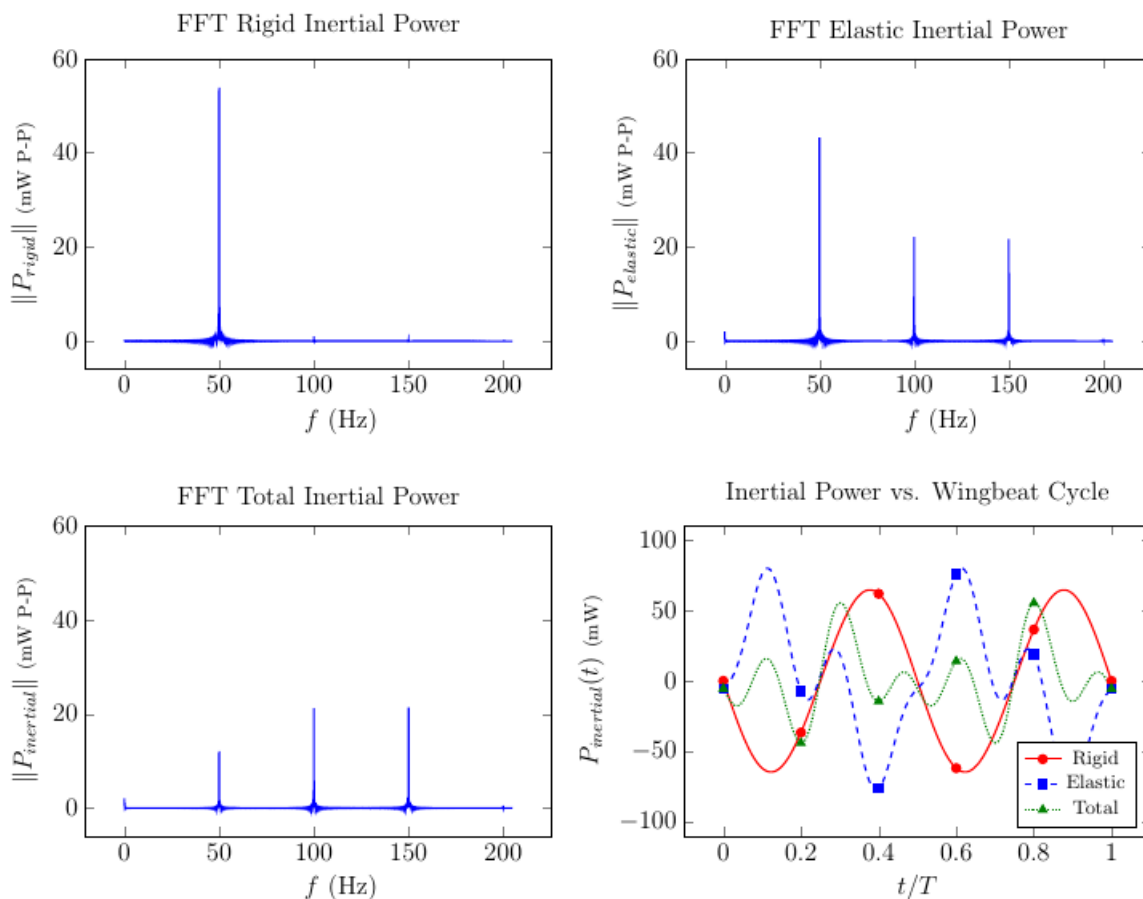 FFT Rigid Inertial Power
60
40
20
0
||P_rigid|| (mW P-P)
0 50 100 150 200
f (Hz)
FFT Elastic Inertial Power
60
40
20
0
||P_elastic|| (mW P-P)
0 50 100 150 200
f (Hz)
FFT Total Inertial Power
60
40
20
0
||P_inertial|| (mW P-P)
0 50 100 150 200
f (Hz)
Inertial Power vs. Wingbeat Cycle
100
50
0
−50
−100
P_inertial(t) (mW)
Rigid
Elastic
Total
0 0.2 0.4 0.6 0.8 1
t/T